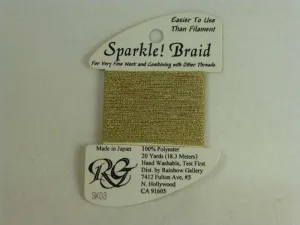 Easier To Use
Than Filament
Sparkle! Braid
For Very Fine Work and Combining with Other Threads
Made in Japan
RG
SK03
100% Polyester
20 Yards (18.3 Meters)
Hand Washable, Test First
Dist. by Rainbow Gallery
7412 Fulton Ave, #5
N. Hollywood
CA 91605